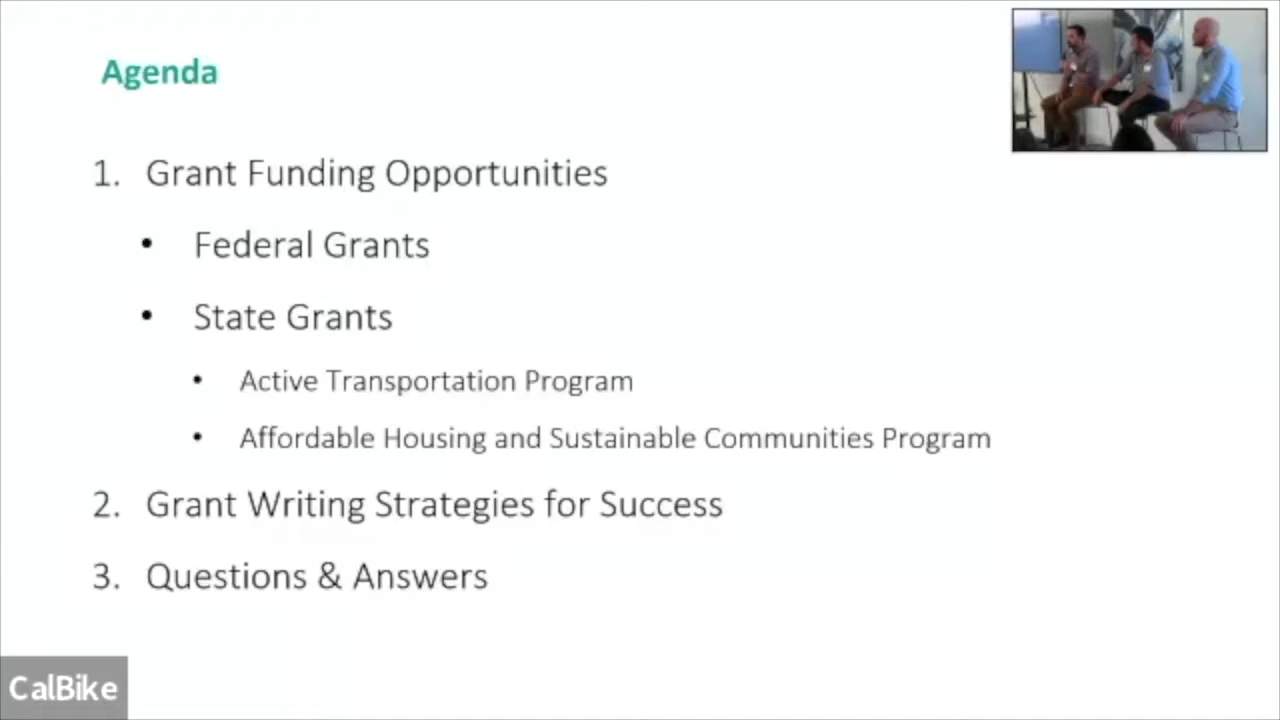 Agenda
1. Grant Funding Opportunities
• Federal Grants
• State Grants
• Active Transportation Program
• Affordable Housing and Sustainable Communities Program
2. Grant Writing Strategies for Success
3. Questions & Answers
CalBike